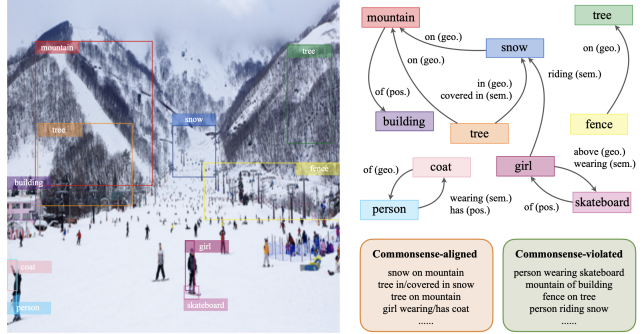 mountain
tree
tree
snow
fence
building
girl
coat
person
skateboard
mountain
tree
on (geo.)
snow
on (geo.)
on (geo.)
riding (sem.)
in (geo.)
covered in (sem.)
of (pos.)
building
tree
fence
above (geo.)
wearing (sem.)
of (geo.)
coat
girl
wearing (sem.)
has (pos.)
of (pos.)
person
skateboard
Commonsense-aligned
snow on mountain
tree in/covered in snow
tree on mountain
girl wearing/has coat
......
Commonsense-violated
person wearing skateboard
mountain of building
fence on tree
person riding snow
......